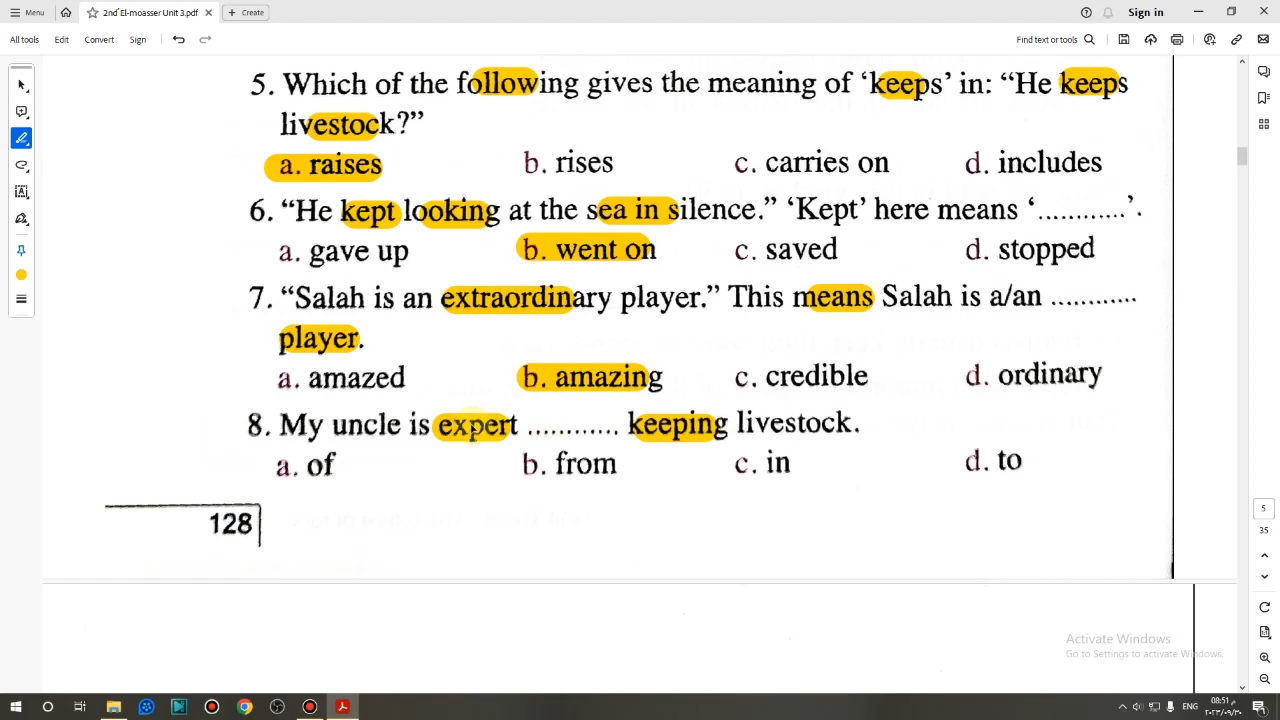 Menu
2nd El-moasser Unit 3.pdf
Create
Sign in
All tools
Edit
Convert
Sign
Find text or tools
5. Which of the following gives the meaning of ‘keeps’ in: “He keeps
livestock?”
a. raises b. rises c. carries on d. includes
6. “He kept looking at the sea in silence.” ‘Kept’ here means ‘............’.
a. gave up b. went on c. saved d. stopped
7. “Salah is an extraordinary player.” This means Salah is a/an ............
player.
a. amazed b. amazing c. credible d. ordinary
8. My uncle is expert ............ keeping livestock.
a. of b. from c. in d. to
128
5
35
Activate Windows
Go to Settings to activate Windows.
08:51